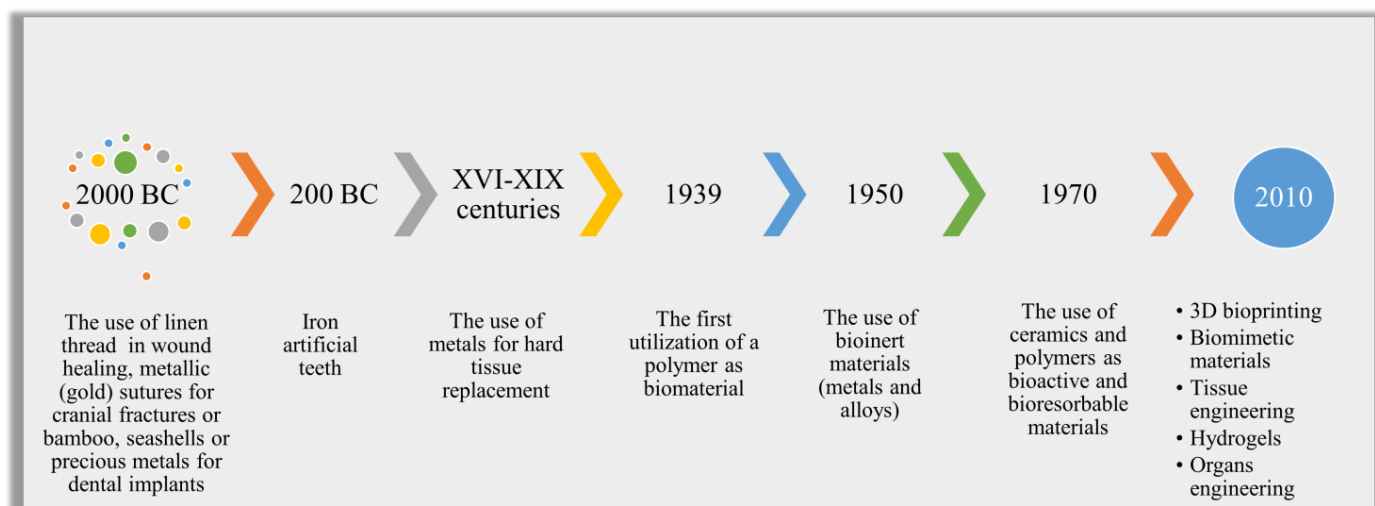 2000 BC
200 BC
XVI-XIX
centuries
1939
1950
1970
2010
The use of linen
thread in wound
healing, metallic
(gold) sutures for
cranial fractures or
bamboo, seashells or
precious metals for
dental implants
Iron
artificial
teeth
The use of
metals for hard
tissue
replacement
The first
utilization of a
polymer as
biomaterial
The use of
bioinert
materials
(metals and
alloys)
The use of
ceramics and
polymers as
bioactive and
bioresorbable
materials
• 3D bioprinting
• Biomimetic
materials
• Tissue
engineering
• Hydrogels
• Organs
engineering